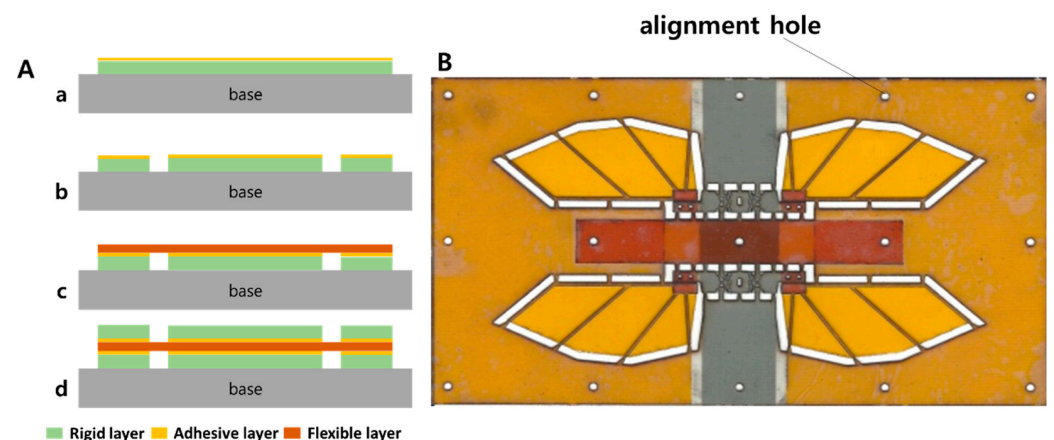 alignment hole
A
B
a
base
b
base
c
base
d
base
Rigid layer Adhesive layer Flexible layer